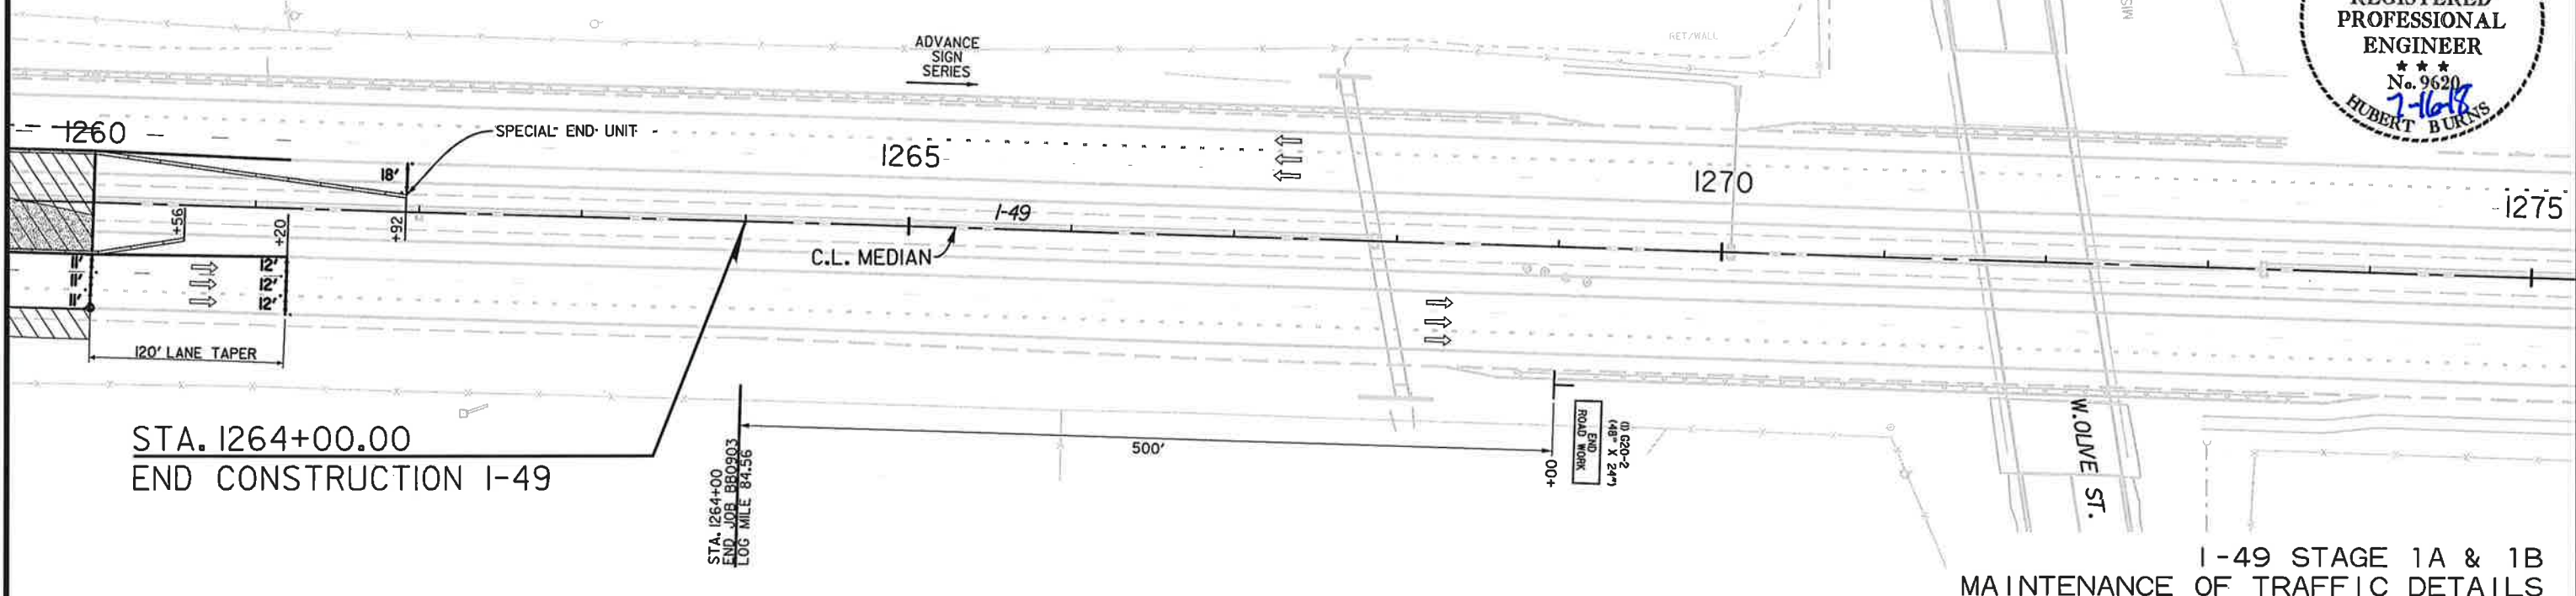 ADVANCE
SIGN
SERIES
RET/WALL
MIS
REGISTERED
PROFESSIONAL
ENGINEER
★ ★ ★
No. 9620
7-16-18
HUBERT BURNS
1260
SPECIAL END UNIT
1265
1270
1275
18'
+56
+20
+92
I-49
C.L. MEDIAN
11'
11'
11'
12'
12'
12'
120' LANE TAPER
STA. 1264+00.00
END CONSTRUCTION I-49
STA. 1264+00
END JOB BB0903
LOG MILE 84.56
500'
+00
END
ROAD WORK
(1) G20-2
(48" X 24")
W. OLIVE ST.
I-49 STAGE 1A & 1B
MAINTENANCE OF TRAFFIC DETAILS